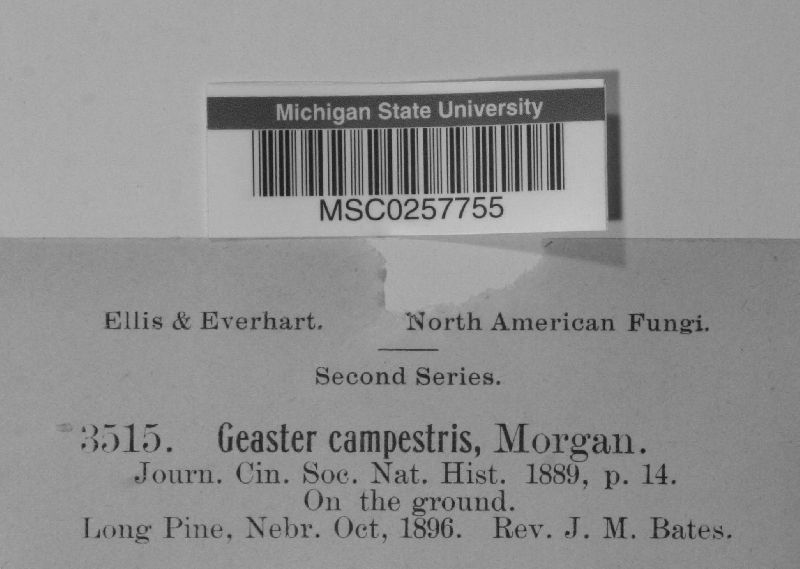 Michigan State University
MSC0257755
Ellis & Everhart. North American Fungi.
Second Series.
3515. Geaster campestris, Morgan.
Journ. Cin. Soc. Nat. Hist. 1889, p. 14.
On the ground.
Long Pine, Nebr. Oct, 1896. Rev. J. M. Bates.